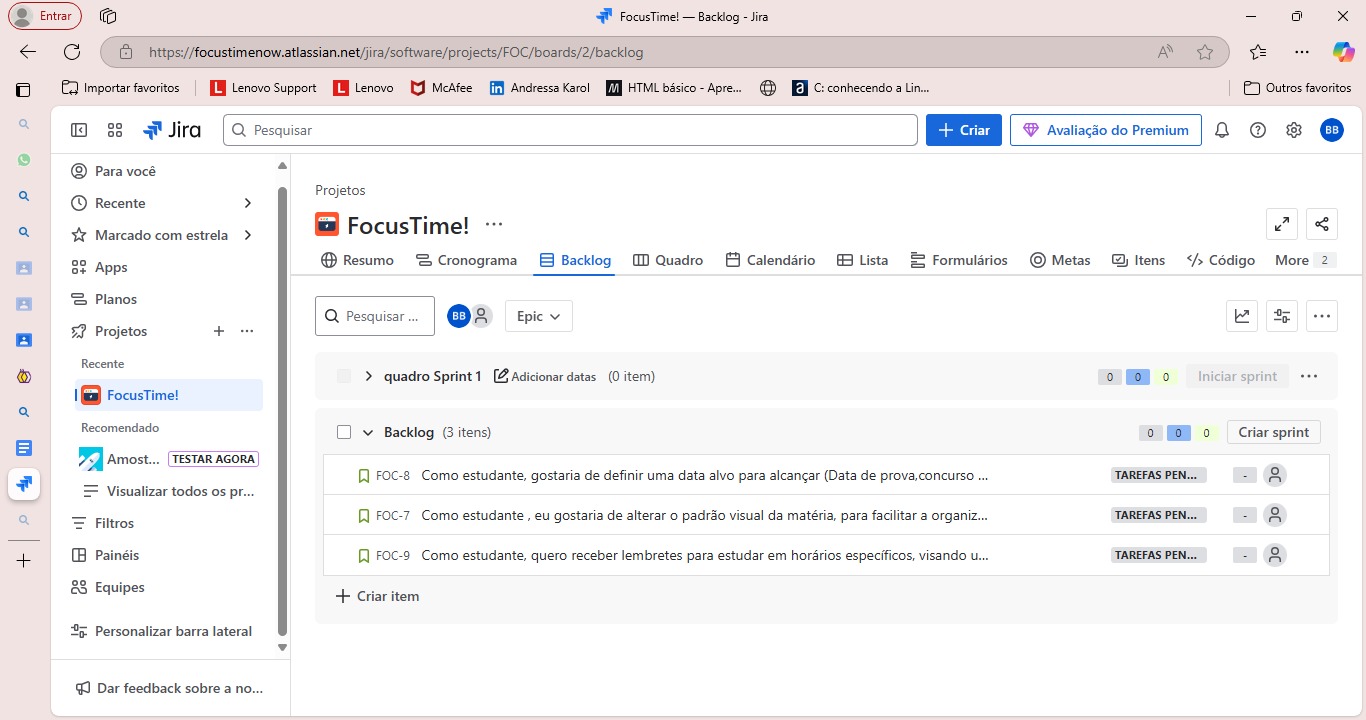 Entrar
FocusTime! — Backlog - Jira
https://focustimenow.atlassian.net/jira/software/projects/FOC/boards/2/backlog
Importar favoritos
Lenovo Support
Lenovo
McAfee
Andressa Karol
HTML básico - Apre...
C: conhecendo a Lin...
Outros favoritos
Jira
Pesquisar
Criar
Avaliação do Premium
BB
Para você
Recente
Marcado com estrela
Apps
Planos
Projetos
Recente
FocusTime!
Recomendado
Amost... TESTAR AGORA
Visualizar todos os pr...
Filtros
Painéis
Equipes
Personalizar barra lateral
Dar feedback sobre a no...
Projetos
FocusTime!
Resumo Cronograma Backlog Quadro Calendário Lista Formulários Metas Itens Código More 2
Pesquisar ... BB Epic
quadro Sprint 1 Adicionar datas (0 item) 0 0 0 Iniciar sprint
Backlog (3 itens) 0 0 0 Criar sprint
FOC-8 Como estudante, gostaria de definir uma data alvo para alcançar (Data de prova,concurso ... TAREFAS PEN... -
FOC-7 Como estudante , eu gostaria de alterar o padrão visual da matéria, para facilitar a organiz... TAREFAS PEN... -
FOC-9 Como estudante, quero receber lembretes para estudar em horários específicos, visando u... TAREFAS PEN... -
Criar item